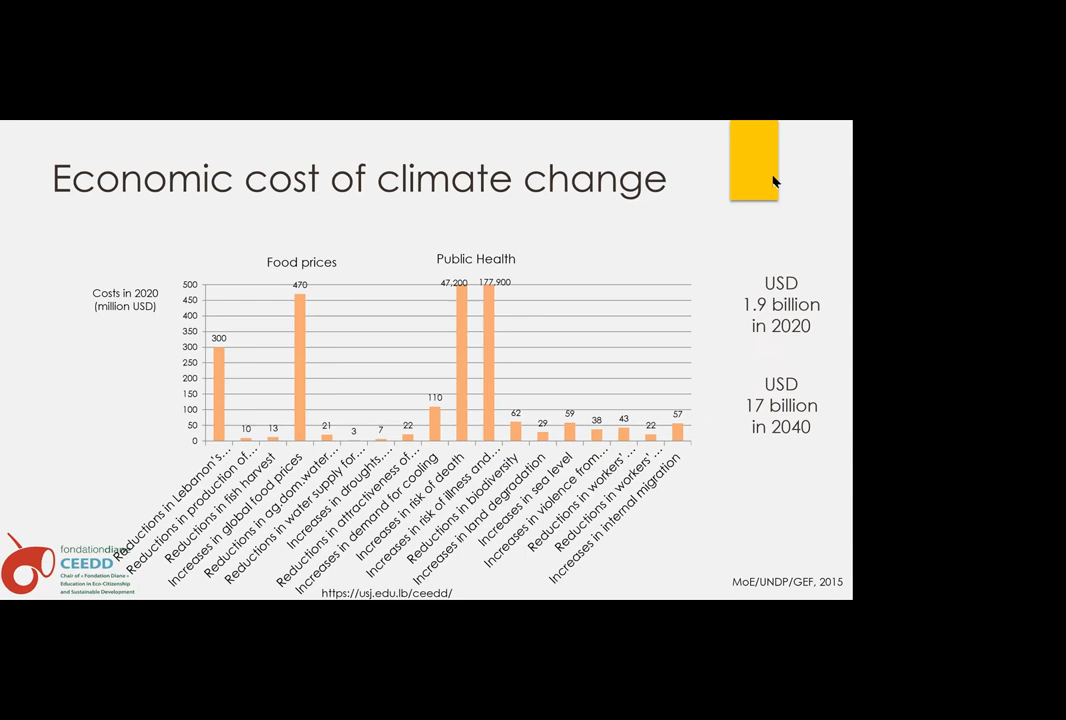 Economic cost of climate change
Food prices
Public Health
Costs in 2020
(million USD)
500
450
400
350
300
250
200
150
100
50
0
300
10
13
470
21
3
7
22
110
47,200
177,900
62
29
59
38
43
22
57
Reductions in Lebanon's...
Reductions in production of...
Reductions in fish harvest
Increases in global food prices
Reductions in ag.dom.water...
Reductions in water supply for...
Increases in droughts,...
Reductions in attractiveness of...
Increases in demand for cooling
Increases in risk of death
Increases in risk of illness and...
Reductions in biodiversity
Increases in land degradation
Increases in sea level
Increases in violence from...
Reductions in workers' ...
Reductions in workers' ...
Increases in internal migration
USD
1.9 billion
in 2020
USD
17 billion
in 2040
fondationdiane
CEEDD
Chair of « Fondation Diane »
Education in Eco-Citizenship
and Sustainable Development
https://usj.edu.lb/ceedd/
MoE/UNDP/GEF, 2015